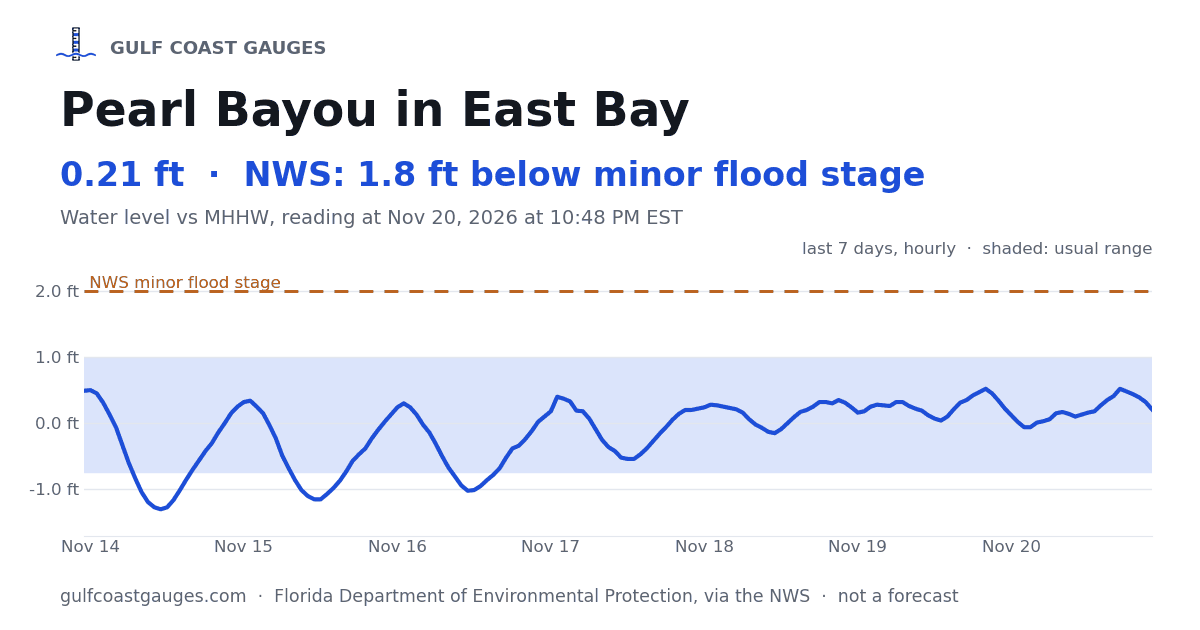 GULF COAST GAUGES
Pearl Bayou in East Bay
0.21 ft · NWS: 1.8 ft below minor flood stage
Water level vs MHHW, reading at Nov 20, 2026 at 10:48 PM EST
last 7 days, hourly · shaded: usual range
NWS minor flood stage
2.0 ft
1.0 ft
0.0 ft
-1.0 ft
Nov 14 Nov 15 Nov 16 Nov 17 Nov 18 Nov 19 Nov 20
gulfcoastgauges.com · Florida Department of Environmental Protection, via the NWS · not a forecast